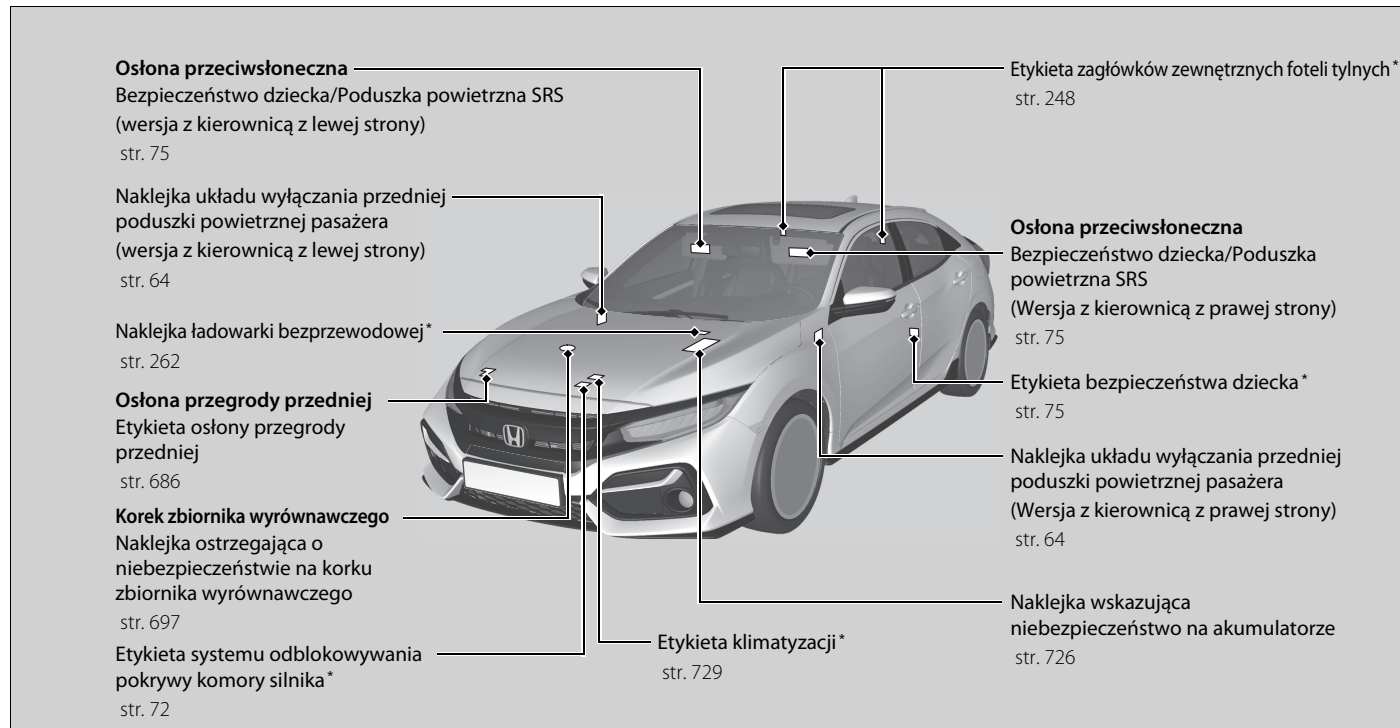 Osłona przeciwsłoneczna
Bezpieczeństwo dziecka/Poduszka powietrzna SRS
(wersja z kierownicą z lewej strony)
str. 75
Naklejka układu wyłączania przedniej
poduszki powietrznej pasażera
(wersja z kierownicą z lewej strony)
str. 64
Naklejka ładowarki bezprzewodowej*
str. 262
Osłona przegrody przedniej
Etykieta osłony przegrody
przedniej
str. 686
Korek zbiornika wyrównawczego
Naklejka ostrzegająca o
niebezpieczeństwie na korku
zbiornika wyrównawczego
str. 697
Etykieta systemu odblokowywania
pokrywy komory silnika*
str. 72
Etykieta klimatyzacji*
str. 729
Etykieta zagłówków zewnętrznych foteli tylnych*
str. 248
Osłona przeciwsłoneczna
Bezpieczeństwo dziecka/Poduszka
powietrzna SRS
(Wersja z kierownicą z prawej strony)
str. 75
Etykieta bezpieczeństwa dziecka*
str. 75
Naklejka układu wyłączania przedniej
poduszki powietrznej pasażera
(Wersja z kierownicą z prawej strony)
str. 64
Naklejka wskazująca
niebezpieczeństwo na akumulatorze
str. 726